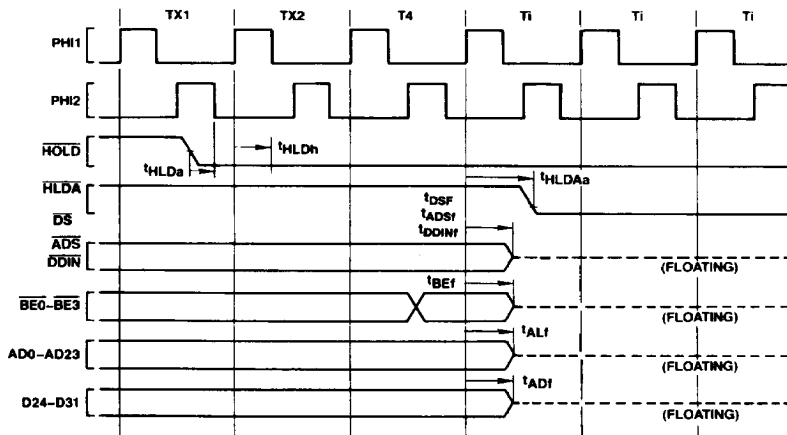 TX1 TX2 T4 Ti Ti Ti
PHI1
PHI2
HOLD
tHLDa
tHLDh
HLDA
tHLDAa
DS
tDSF
tADSf
tDDINf
ADS
DDIN
(FLOATING)
BE0-BE3
tBEf
(FLOATING)
AD0-AD23
tALf
(FLOATING)
D24-D31
tADf
(FLOATING)